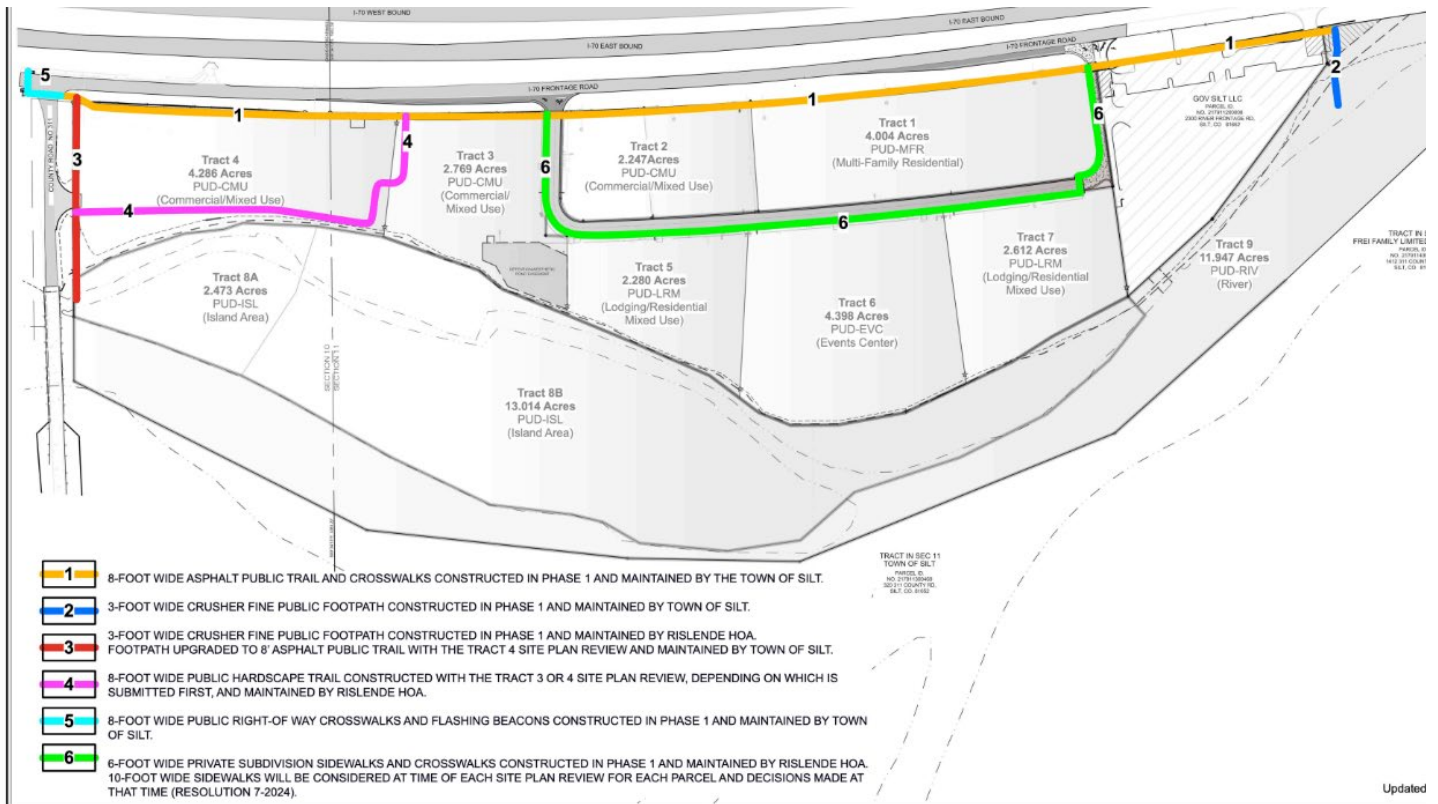 I-70 WEST BOUND
I-70 EAST BOUND
I-70 EAST BOUND
I-70 FRONTAGE ROAD
I-70 FRONTAGE ROAD
5
1
1
1
2
3
4
4
6
6
6
COUNTY ROAD NO.311
GOV SILT LLC
PARCEL ID.
SILT, CO 81652
Tract 4
4.286 Acres
PUD-CMU
(Commercial/Mixed Use)
Tract 3
2.769 Acres
PUD-CMU
(Commercial/
Mixed Use)
Tract 2
2.247Acres
PUD-CMU
(Commercial/Mixed Use)
Tract 1
4.004 Acres
PUD-MFR
(Multi-Family Residential)
Tract 8A
2.473 Acres
PUD-ISL
(Island Area)
Tract 5
2.280 Acres
PUD-LRM
(Lodging/Residential
Mixed Use)
Tract 6
4.398 Acres
PUD-EVC
(Events Center)
Tract 7
2.612 Acres
PUD-LRM
(Lodging/Residential
Mixed Use)
Tract 9
11.947 Acres
PUD-RIV
(River)
TRACT IN
FREI FAMILY LIMITE
SECTION 10
SECTION 11
Tract 8B
13.014 Acres
PUD-ISL
(Island Area)
TRACT IN SEC 11
TOWN OF SILT
PARCEL ID.
SILT, CO. 81652
1 8-FOOT WIDE ASPHALT PUBLIC TRAIL AND CROSSWALKS CONSTRUCTED IN PHASE 1 AND MAINTAINED BY THE TOWN OF SILT.
2 3-FOOT WIDE CRUSHER FINE PUBLIC FOOTPATH CONSTRUCTED IN PHASE 1 AND MAINTAINED BY TOWN OF SILT.
3 3-FOOT WIDE CRUSHER FINE PUBLIC FOOTPATH CONSTRUCTED IN PHASE 1 AND MAINTAINED BY RISLENDE HOA.
FOOTPATH UPGRADED TO 8' ASPHALT PUBLIC TRAIL WITH THE TRACT 4 SITE PLAN REVIEW AND MAINTAINED BY TOWN OF SILT.
4 8-FOOT WIDE PUBLIC HARDSCAPE TRAIL CONSTRUCTED WITH THE TRACT 3 OR 4 SITE PLAN REVIEW, DEPENDING ON WHICH IS
SUBMITTED FIRST, AND MAINTAINED BY RISLENDE HOA.
5 8-FOOT WIDE PUBLIC RIGHT-OF WAY CROSSWALKS AND FLASHING BEACONS CONSTRUCTED IN PHASE 1 AND MAINTAINED BY TOWN
OF SILT.
6 6-FOOT WIDE PRIVATE SUBDIVISION SIDEWALKS AND CROSSWALKS CONSTRUCTED IN PHASE 1 AND MAINTAINED BY RISLENDE HOA.
10-FOOT WIDE SIDEWALKS WILL BE CONSIDERED AT TIME OF EACH SITE PLAN REVIEW FOR EACH PARCEL AND DECISIONS MADE AT
THAT TIME (RESOLUTION 7-2024).
Updated